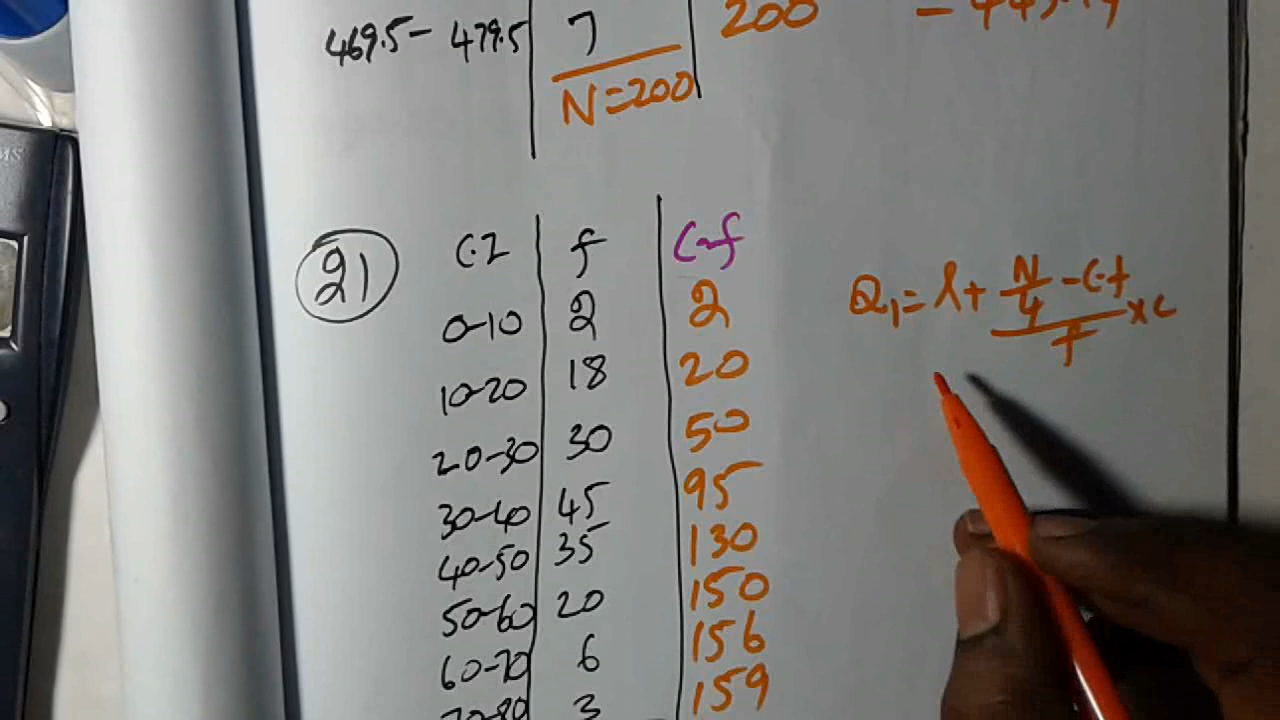 469.5 - 479.5 7 200
N=200
21 C.I f C-f
0-10 2 2
10-20 18 20
20-30 30 50
30-40 45 95
40-50 35 130
50-60 20 150
60-70 6 156
70-80 3 159
Q₁ = l + N/4 - C.f / f × c